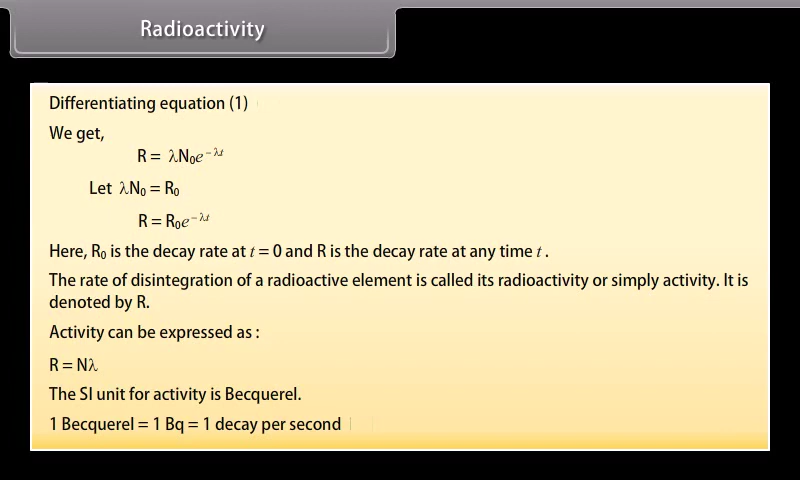 Radioactivity
Differentiating equation (1)
We get,
R = λN₀e⁻λᵗ
Let λN₀ = R₀
R = R₀e⁻λᵗ
Here, R₀ is the decay rate at t = 0 and R is the decay rate at any time t .
The rate of disintegration of a radioactive element is called its radioactivity or simply activity. It is
denoted by R.
Activity can be expressed as :
R = Nλ
The SI unit for activity is Becquerel.
1 Becquerel = 1 Bq = 1 decay per second